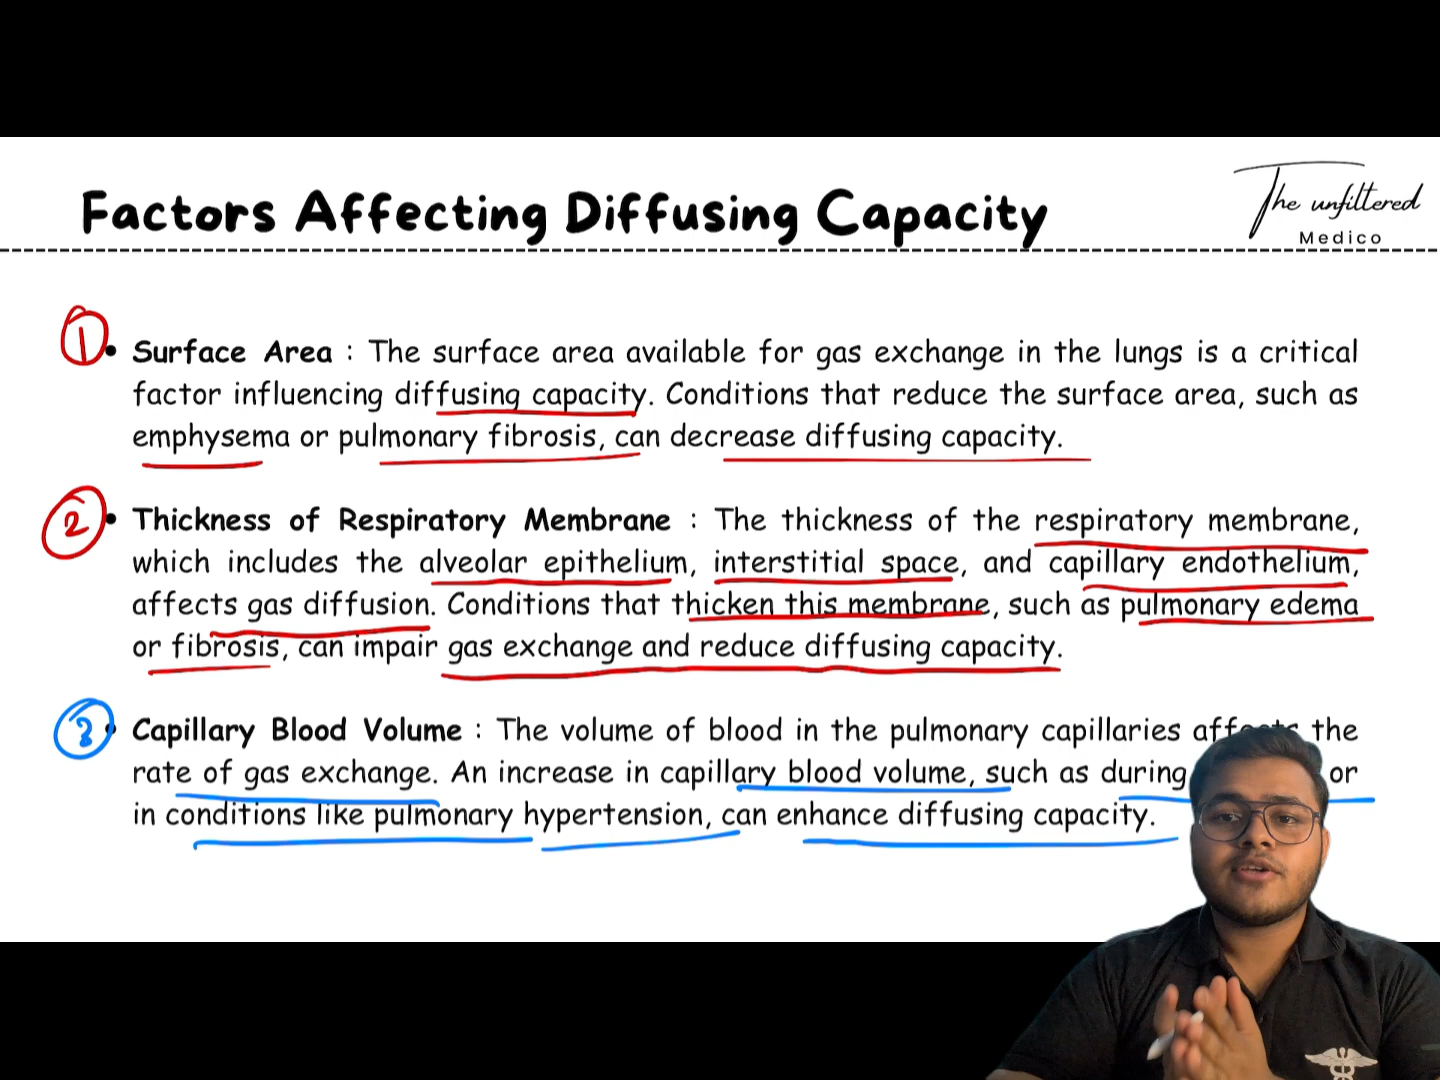 Factors Affecting Diffusing Capacity
The unfiltered
Medico
1
• Surface Area : The surface area available for gas exchange in the lungs is a critical
factor influencing diffusing capacity. Conditions that reduce the surface area, such as
emphysema or pulmonary fibrosis, can decrease diffusing capacity.
2
• Thickness of Respiratory Membrane : The thickness of the respiratory membrane,
which includes the alveolar epithelium, interstitial space, and capillary endothelium,
affects gas diffusion. Conditions that thicken this membrane, such as pulmonary edema
or fibrosis, can impair gas exchange and reduce diffusing capacity.
3
• Capillary Blood Volume : The volume of blood in the pulmonary capillaries affects the
rate of gas exchange. An increase in capillary blood volume, such as during or
in conditions like pulmonary hypertension, can enhance diffusing capacity.